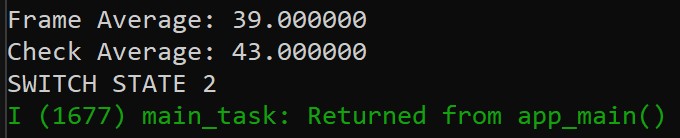 Frame Average: 39.000000
Check Average: 43.000000
SWITCH STATE 2
I (1677) main_task: Returned from app_main()